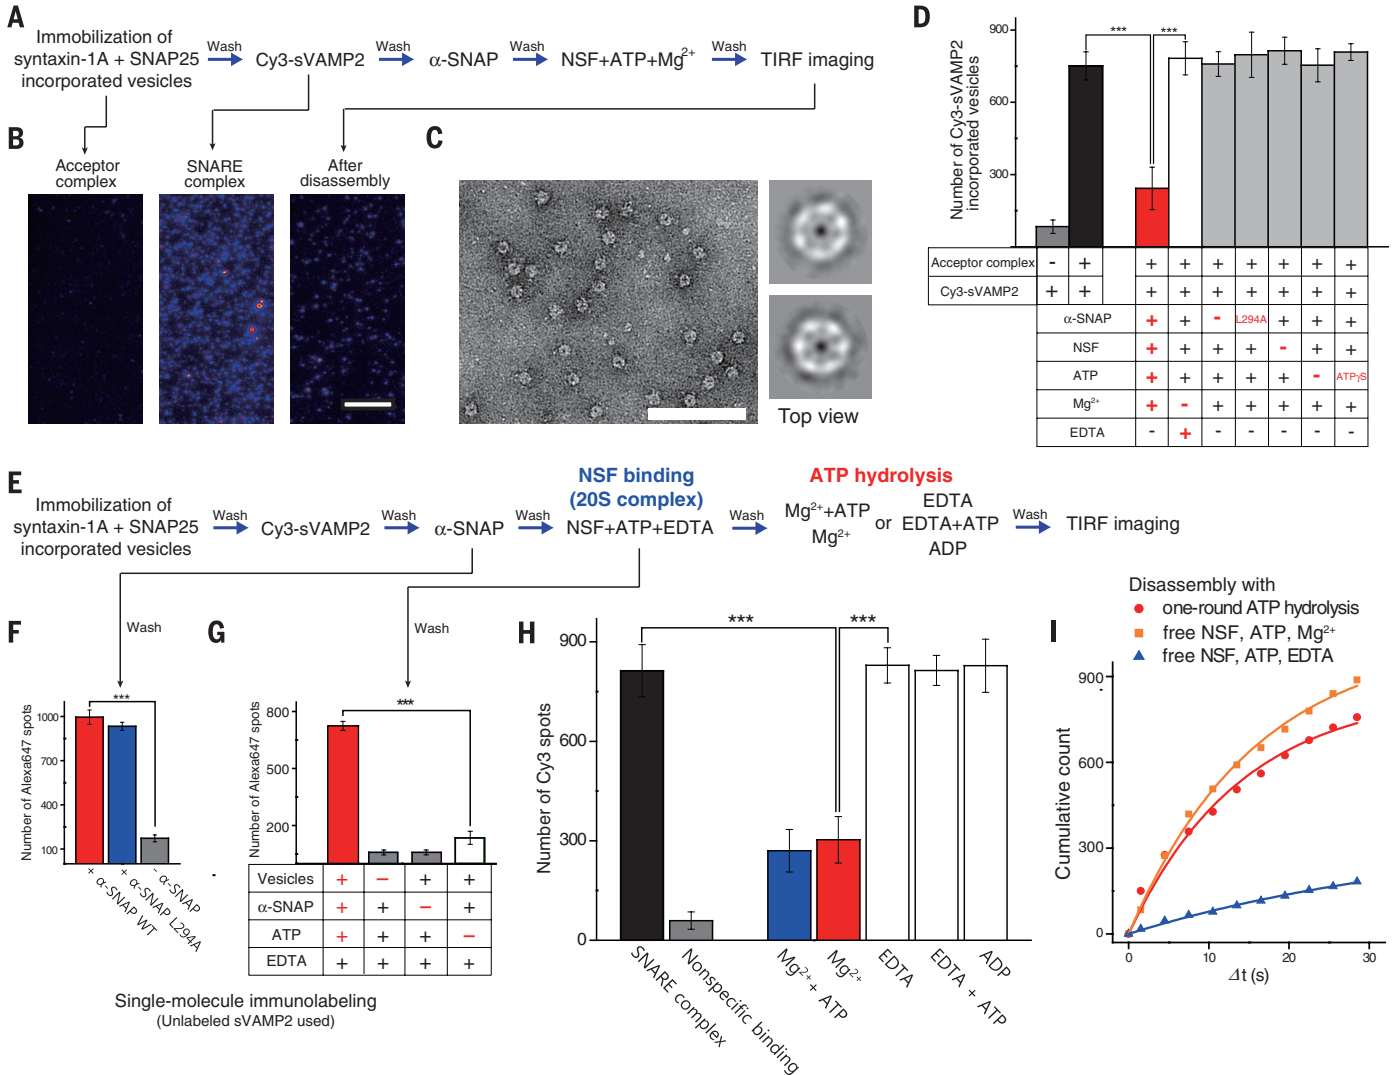 A
Immobilization of
syntaxin-1A + SNAP25
incorporated vesicles
Wash
Cy3-sVAMP2
Wash
α-SNAP
Wash
NSF+ATP+Mg2+
Wash
TIRF imaging
B
Acceptor
complex
SNARE
complex
After
disassembly
C
Top view
D
Number of Cy3-sVAMP2
incorporated vesicles
900
600
300
*** ***
Acceptor complex - + + + + + + + +
Cy3-sVAMP2 + + + + + + + + +
α-SNAP + + - L294A + + +
NSF + + + + - + +
ATP + + + + + - ATPγS
Mg2+ + - + + + + +
EDTA - + - - - - -
E
Immobilization of
syntaxin-1A + SNAP25
incorporated vesicles
Wash
Cy3-sVAMP2
Wash
α-SNAP
Wash
NSF binding
(20S complex)
NSF+ATP+EDTA
Wash
ATP hydrolysis
Mg2++ATP
Mg2+
or
EDTA
EDTA+ATP
ADP
Wash
TIRF imaging
F
Wash
Number of Alexa647 spots
1000
700
400
100
***
+ α-SNAP WT
+ α-SNAP L294A
- α-SNAP
G
Wash
Number of Alexa647 spots
800
500
200
***
Vesicles + − + +
α-SNAP + + − +
ATP + + + −
EDTA + + + +
Single-molecule immunolabeling
(Unlabeled sVAMP2 used)
H
Number of Cy3 spots
900
600
300
0
*** ***
SNARE complex
Nonspecific binding
Mg2+ + ATP
Mg2+
EDTA
EDTA + ATP
ADP
I
Disassembly with
one-round ATP hydrolysis
free NSF, ATP, Mg2+
free NSF, ATP, EDTA
Cumulative count
900
600
300
0
0 10 20 30
Δt (s)